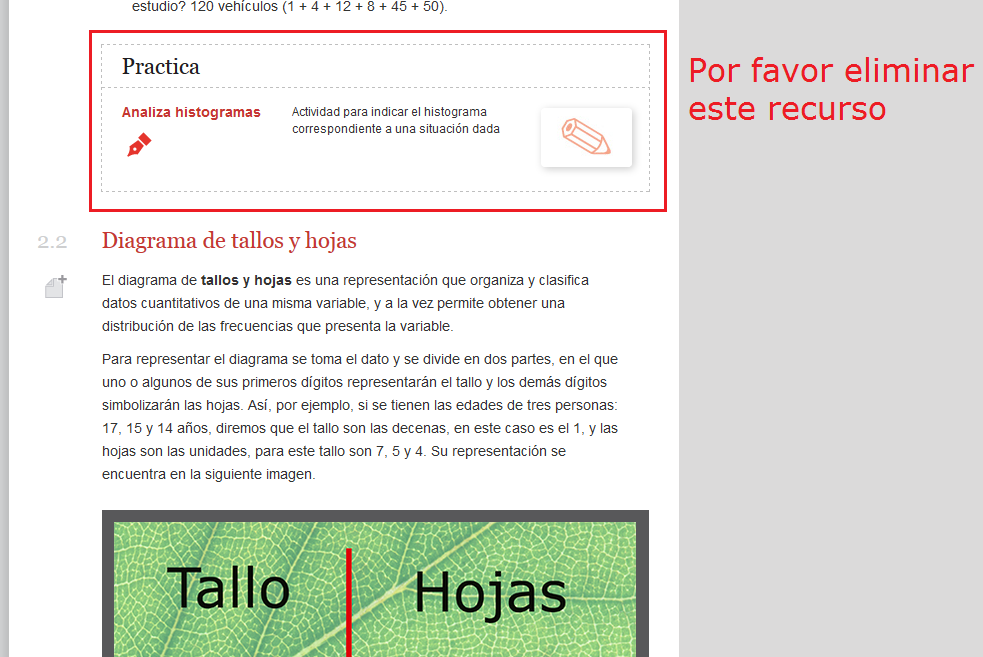 estudio? 120 vehículos (1 + 4 + 12 + 8 + 45 + 50).
Practica
Analiza histogramas
Actividad para indicar el histograma
correspondiente a una situación dada
Por favor eliminar
este recurso
2.2 Diagrama de tallos y hojas
El diagrama de tallos y hojas es una representación que organiza y clasifica
datos cuantitativos de una misma variable, y a la vez permite obtener una
distribución de las frecuencias que presenta la variable.
Para representar el diagrama se toma el dato y se divide en dos partes, en el que
uno o algunos de sus primeros dígitos representarán el tallo y los demás dígitos
simbolizarán las hojas. Así, por ejemplo, si se tienen las edades de tres personas:
17, 15 y 14 años, diremos que el tallo son las decenas, en este caso es el 1, y las
hojas son las unidades, para este tallo son 7, 5 y 4. Su representación se
encuentra en la siguiente imagen.
Tallo Hojas